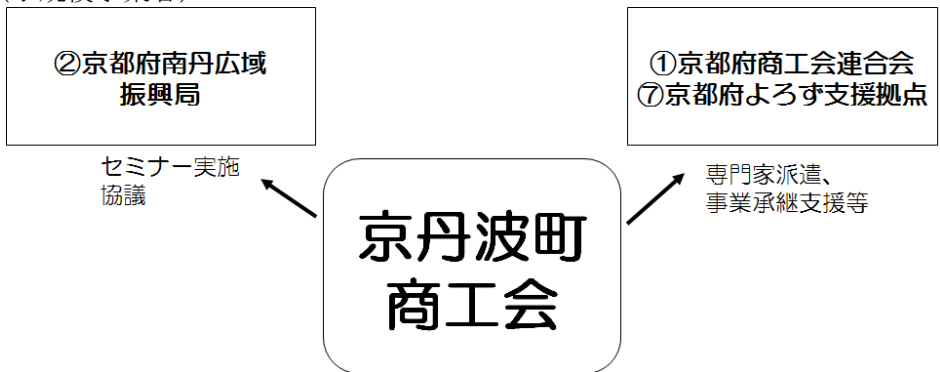 ②京都府南丹広域
振興局
①京都府商工会連合会
⑦京都府よろず支援拠点
セミナー実施
協議
専門家派遣、
事業承継支援等
京丹波町
商工会